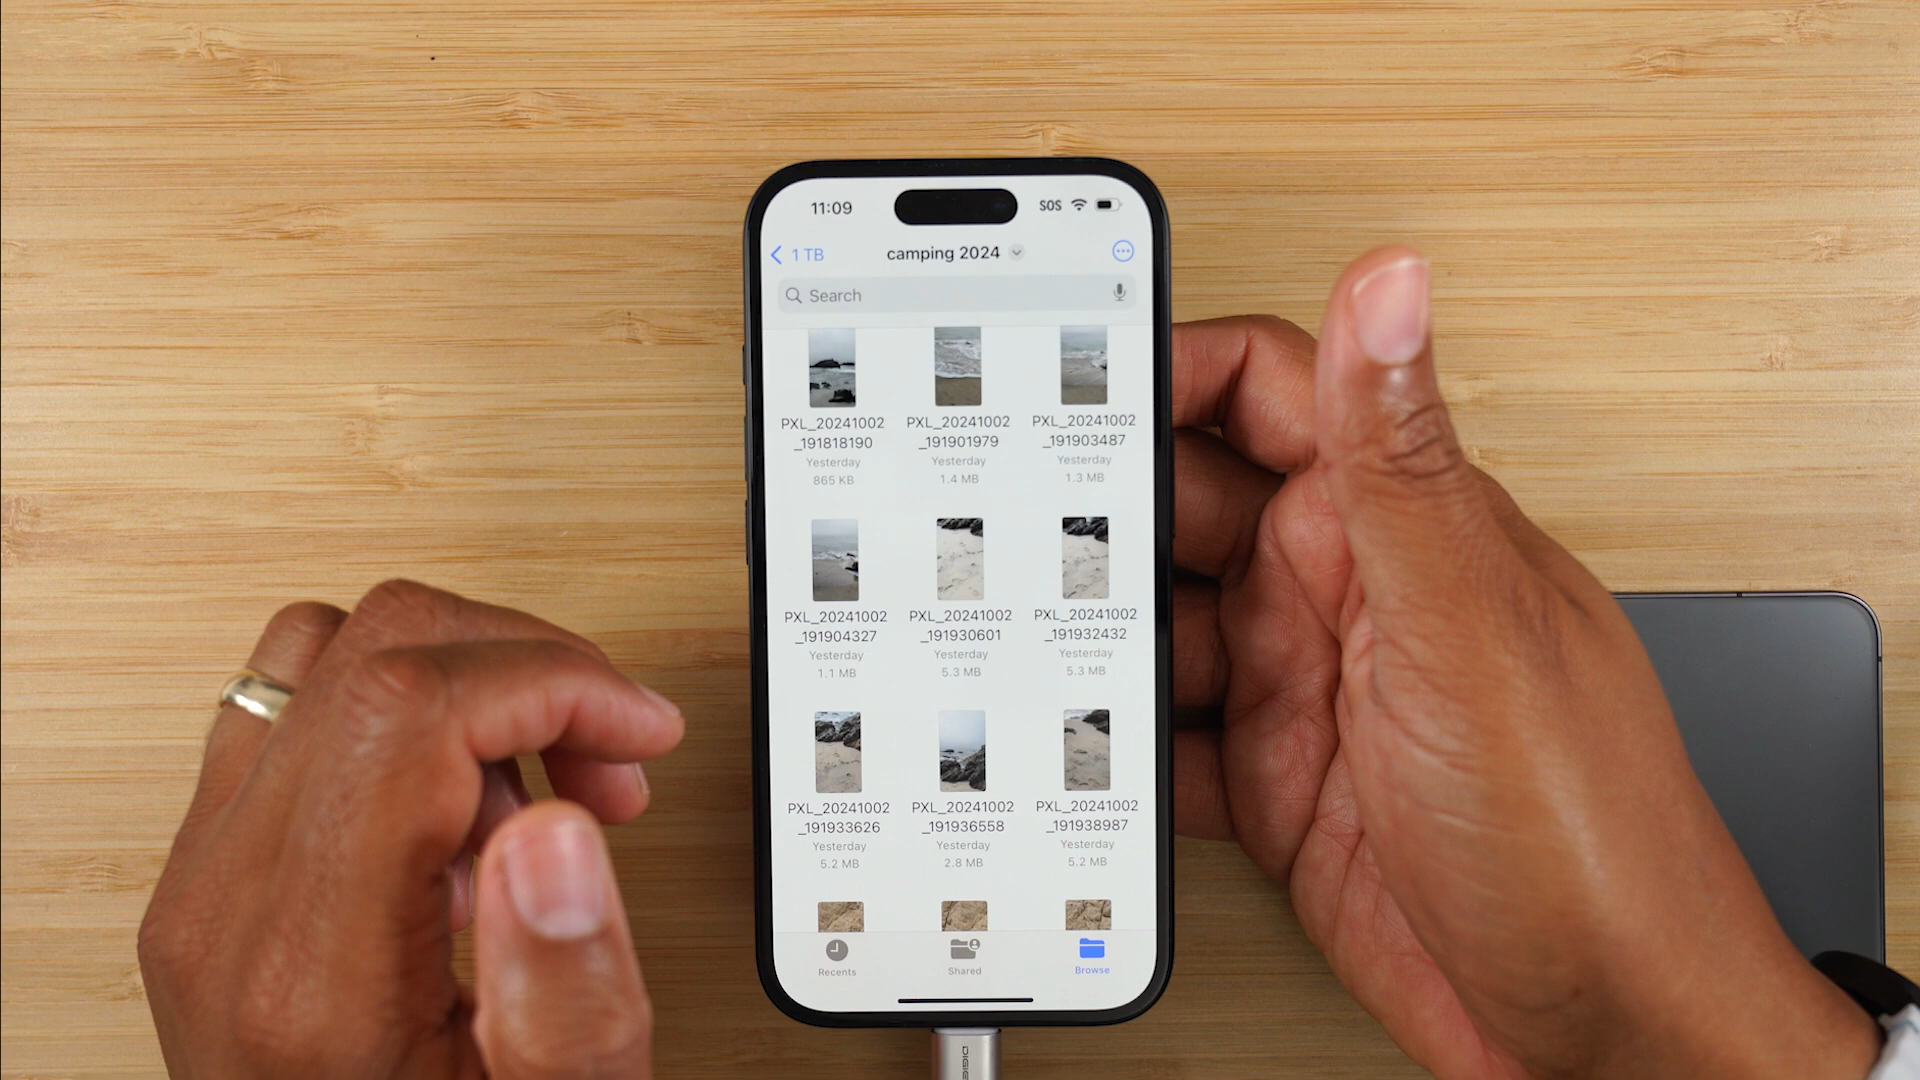 11:09
SOS
1 TB
camping 2024
Search
PXL_20241002
_191818190
Yesterday
865 KB
PXL_20241002
_191901979
Yesterday
1.4 MB
PXL_20241002
_191903487
Yesterday
1.3 MB
PXL_20241002
_191904327
Yesterday
1.1 MB
PXL_20241002
_191930601
Yesterday
5.3 MB
PXL_20241002
_191932432
Yesterday
5.3 MB
PXL_20241002
_191933626
Yesterday
5.2 MB
PXL_20241002
_191936558
Yesterday
2.8 MB
PXL_20241002
_191938987
Yesterday
5.2 MB
Recents
Shared
Browse